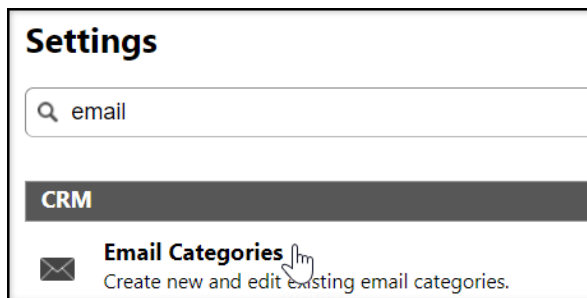 Settings
email
CRM
Email Categories
Create new and edit existing email categories.